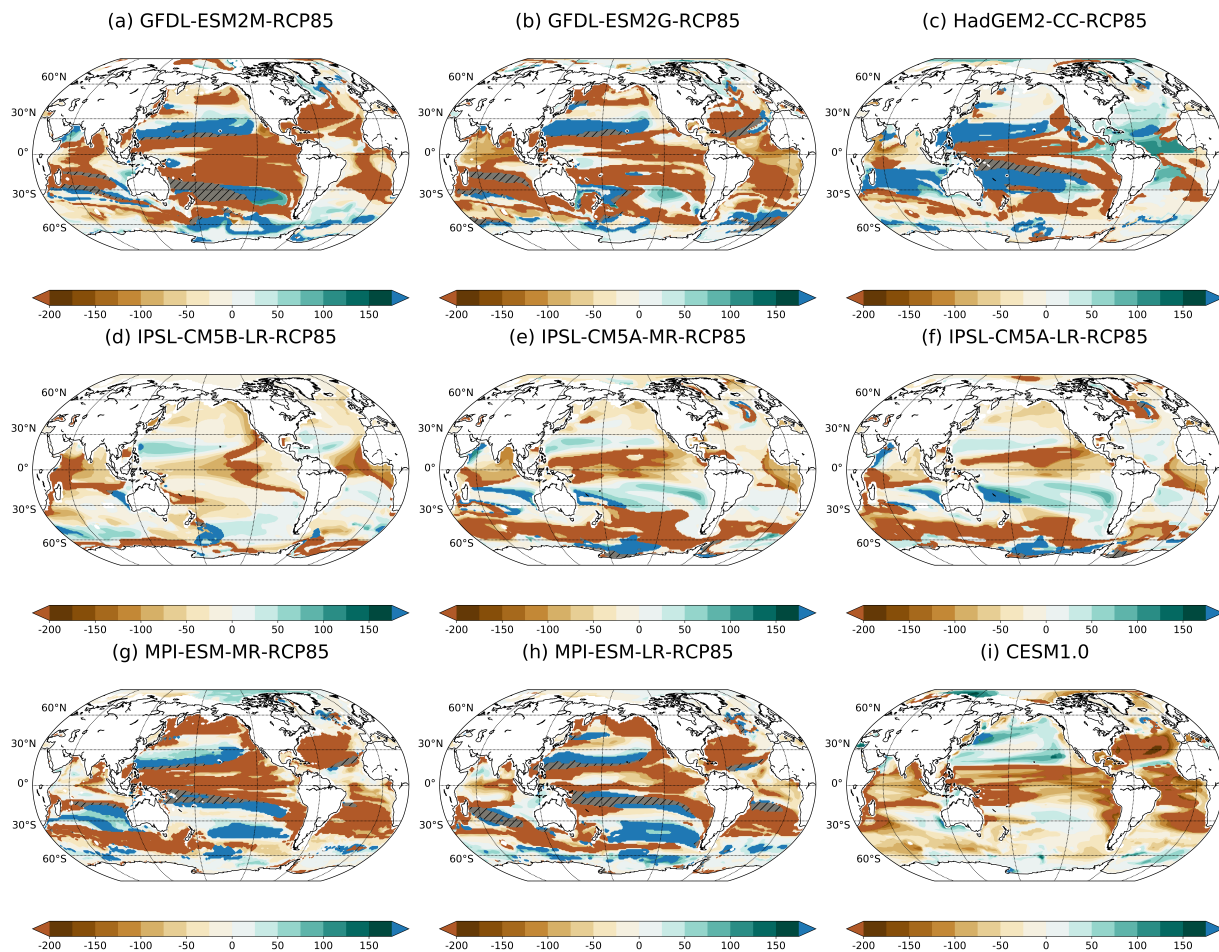 (a) GFDL-ESM2M-RCP85
(b) GFDL-ESM2G-RCP85
(c) HadGEM2-CC-RCP85
60°N
30°N
0°
30°S
60°S
60°N
30°N
0°
30°S
60°S
60°N
30°N
0°
30°S
60°S
-200 -150 -100 -50 0 50 100 150
-200 -150 -100 -50 0 50 100 150
-200 -150 -100 -50 0 50 100 150
(d) IPSL-CM5B-LR-RCP85
(e) IPSL-CM5A-MR-RCP85
(f) IPSL-CM5A-LR-RCP85
60°N
30°N
0°
30°S
60°S
60°N
30°N
0°
30°S
60°S
60°N
30°N
0°
30°S
60°S
-200 -150 -100 -50 0 50 100 150
-200 -150 -100 -50 0 50 100 150
-200 -150 -100 -50 0 50 100 150
(g) MPI-ESM-MR-RCP85
(h) MPI-ESM-LR-RCP85
(i) CESM1.0
60°N
30°N
0°
30°S
60°S
60°N
30°N
0°
30°S
60°S
60°N
30°N
0°
30°S
60°S
-200 -150 -100 -50 0 50 100 150
-200 -150 -100 -50 0 50 100 150
-200 -150 -100 -50 0 50 100 150